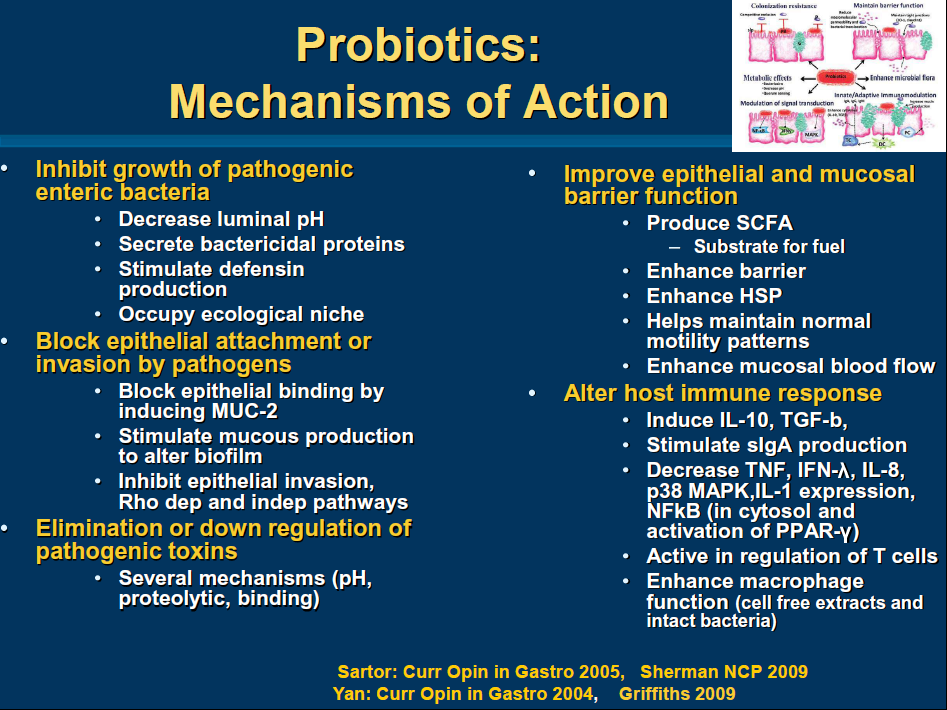 Probiotics:
Mechanisms of Action
Colonization resistance
Maintain barrier function
Competitive exclusion
Reduce
Metabolic effects
Probiotics
Enhance microbial flora
Modulation of signal transduction
Innate/Adaptive immunomodulation
MAPK
DC
• Inhibit growth of pathogenic
enteric bacteria
• Decrease luminal pH
• Secrete bactericidal proteins
• Stimulate defensin
production
• Occupy ecological niche
• Block epithelial attachment or
invasion by pathogens
• Block epithelial binding by
inducing MUC-2
• Stimulate mucous production
to alter biofilm
• Inhibit epithelial invasion,
Rho dep and indep pathways
• Elimination or down regulation of
pathogenic toxins
• Several mechanisms (pH,
proteolytic, binding)
• Improve epithelial and mucosal
barrier function
• Produce SCFA
– Substrate for fuel
• Enhance barrier
• Enhance HSP
• Helps maintain normal
motility patterns
• Enhance mucosal blood flow
• Alter host immune response
• Induce IL-10, TGF-b,
• Stimulate sIgA production
• Decrease TNF, IFN-λ, IL-8,
p38 MAPK,IL-1 expression,
NFkB (in cytosol and
activation of PPAR-γ)
• Active in regulation of T cells
• Enhance macrophage
function (cell free extracts and
intact bacteria)
Sartor: Curr Opin in Gastro 2005, Sherman NCP 2009
Yan: Curr Opin in Gastro 2004, Griffiths 2009